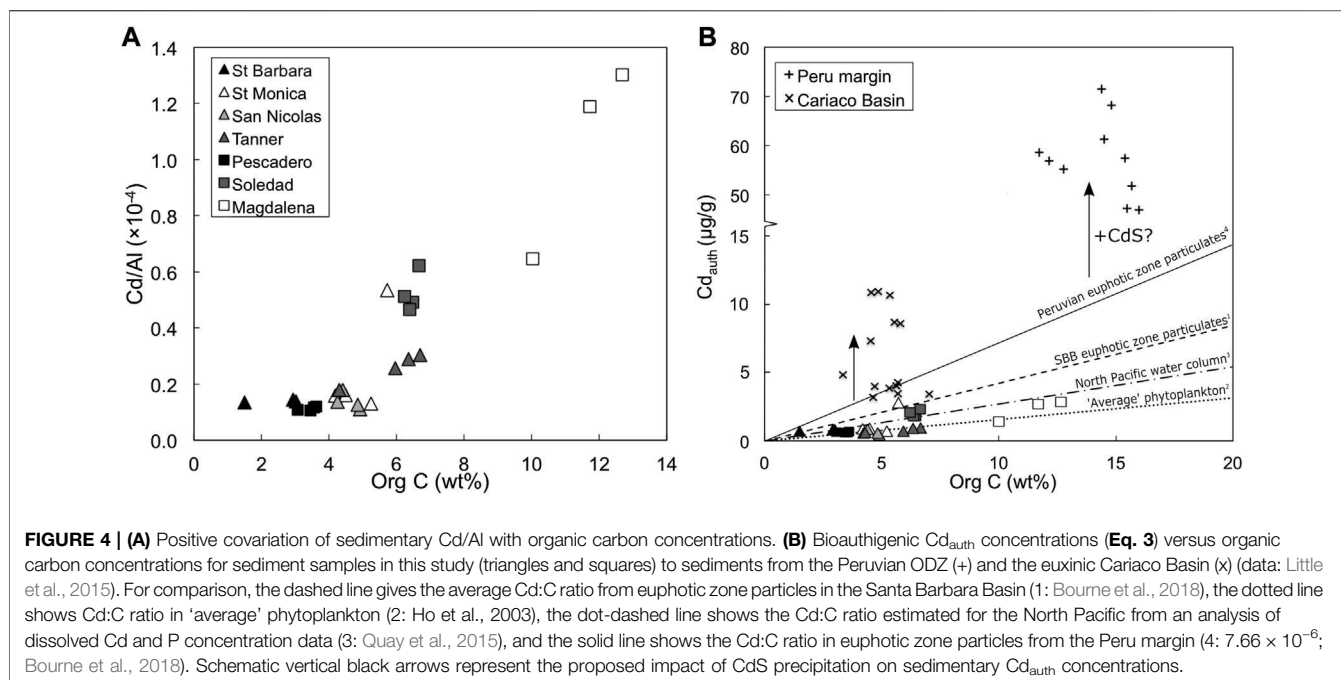 A
1.4
1.2
1.0
0.8
0.6
0.4
0.2
0.0
Cd/Al (×10⁻⁴)
St Barbara
St Monica
San Nicolas
Tanner
Pescadero
Soledad
Magdalena
0 2 4 6 8 10 12 14
Org C (wt%)
B
80
70
60
50
15
10
5
0
Cd_auth (µg/g)
Peru margin
Cariaco Basin
+CdS?
Peruvian euphotic zone particulates⁴
SBB euphotic zone particulates¹
North Pacific water column³
'Average' phytoplankton²
0 5 10 15 20
Org C (wt%)
FIGURE 4 | (A) Positive covariation of sedimentary Cd/Al with organic carbon concentrations. (B) Bioauthigenic Cd_auth concentrations (Eq. 3) versus organic
carbon concentrations for sediment samples in this study (triangles and squares) to sediments from the Peruvian ODZ (+) and the euxinic Cariaco Basin (x) (data: Little
et al., 2015). For comparison, the dashed line gives the average Cd:C ratio from euphotic zone particles in the Santa Barbara Basin (1: Bourne et al., 2018), the dotted line
shows Cd:C ratio in 'average' phytoplankton (2: Ho et al., 2003), the dot-dashed line shows the Cd:C ratio estimated for the North Pacific from an analysis of
dissolved Cd and P concentration data (3: Quay et al., 2015), and the solid line shows the Cd:C ratio in euphotic zone particles from the Peru margin (4: 7.66 × 10⁻⁶;
Bourne et al., 2018). Schematic vertical black arrows represent the proposed impact of CdS precipitation on sedimentary Cd_auth concentrations.